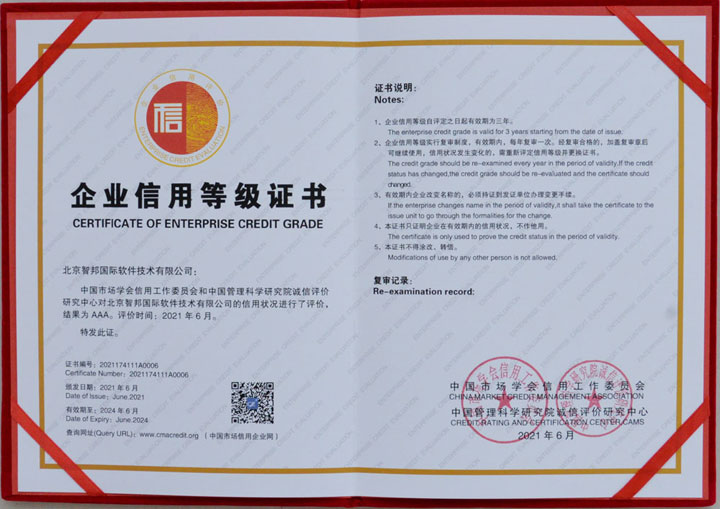 企业信用评价
信
ENTERPRISE CREDIT EVALUATION
企业信用等级证书
CERTIFICATE OF ENTERPRISE CREDIT GRADE
北京智邦国际软件技术有限公司：
中国市场学会信用工作委员会和中国管理科学研究院诚信评价
研究中心对北京智邦国际软件技术有限公司的信用状况进行了评价，
结果为 AAA。评价时间：2021 年 6 月。
特发此证。
证书编号：2021174111A0006
Certificate Number：2021174111A0006
颁发日期：2021 年 6 月
Date of Issue：June.2021
有效期至：2024 年 6 月
Date of Expiry：June.2024
查询网址(Query URL)：www.cmacredit.org （中国市场信用企业网）
证书说明：
Notes:
1、企业信用等级自评定之日起有效期为三年。
The enterprise credit grade is valid for 3 years starting from the date of issue.
2、企业信用等级实行复审制度，有效期内，每年复审一次。经复审合格的，加盖复审章后
可继续使用，信用状况发生变化的，需重新评定信用等级并更换证书。
The credit grade should be re-examined every year in the period of validity.If the credit
status has changed,the credit grade should be re-evaluated and the certificate should
changed.
3、有效期内企业改变名称的，必须持证到发证单位办理变更手续。
If the enterprise changes name in the period of validity,it shall take the certificate to the
issue unit to go through the formalities for the change.
4、本证书只证明企业在有效期内的信用状况，不作他用。
The certificate is only used to prove the credit status in the period of validity.
5、本证书不得涂改，转借。
Modifications of use by any other person is not allowed.
复审记录：
Re-examination record:
中国市场学会信用工作委员会
CHINA MARKET CREDIT MANAGEMENT ASSOCIATION
中国管理科学研究院诚信评价研究中心
CREDIT RATING AND CERTIFICATION CENTER CAMS
2021 年 6 月